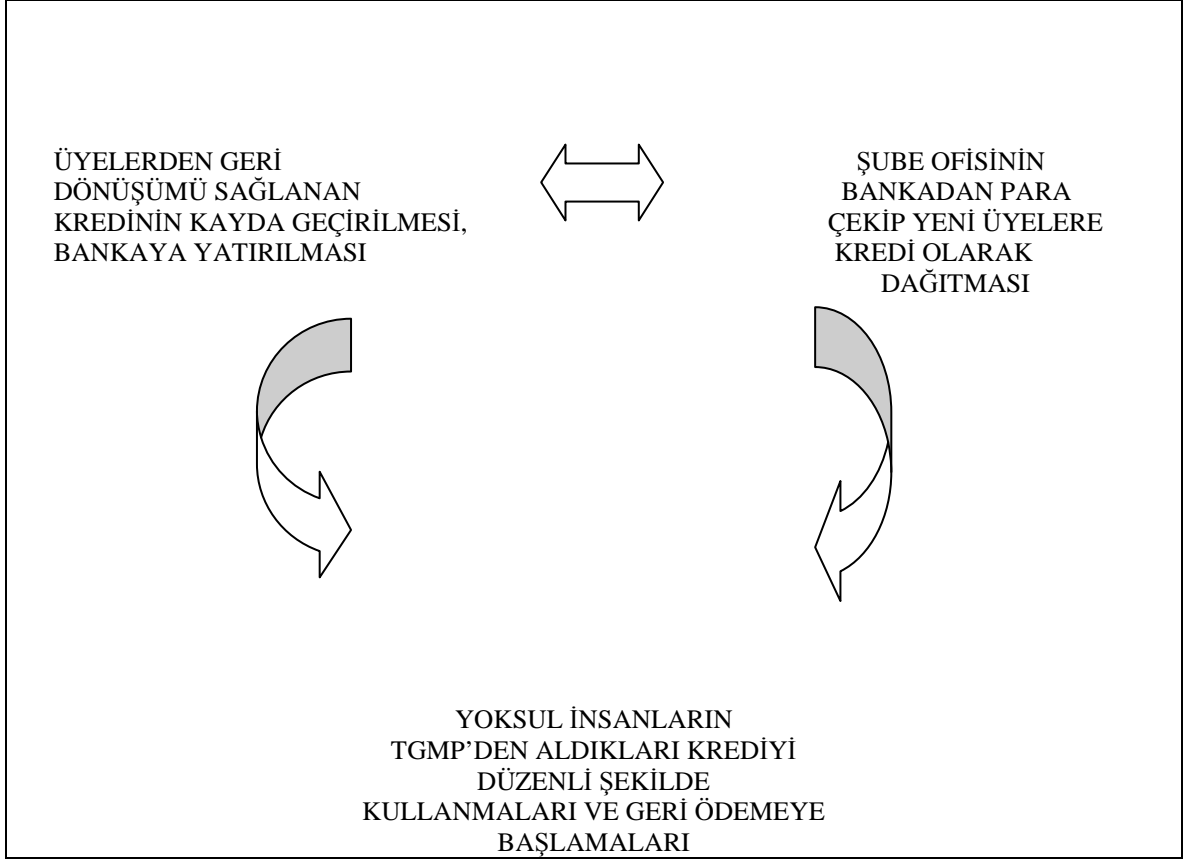 ÜYELERDEN GERİ
DÖNÜŞÜMÜ SAĞLANAN
KREDİNİN KAYDA GEÇİRİLMESİ,
BANKAYA YATIRILMASI
ŞUBE OFİSİNİN
BANKADAN PARA
ÇEKİP YENİ ÜYELERE
KREDİ OLARAK
DAĞITMASI
YOKSUL İNSANLARIN
TGMP’DEN ALDIKLARI KREDİYİ
DÜZENLİ ŞEKİLDE
KULLANMALARI VE GERİ ÖDEMEYE
BAŞLAMALARI